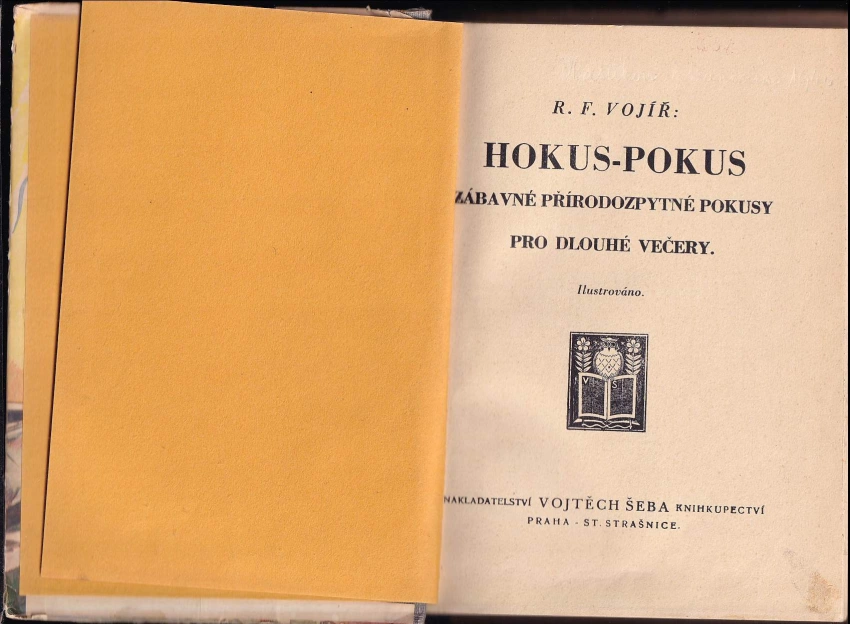 R. F. VOJÍŘ:
HOKUS-POKUS
ZÁBAVNÉ PŘÍRODOZPYTNÉ POKUSY
PRO DLOUHÉ VEČERY.
Ilustrováno.
V Š
NAKLADATELSTVÍ VOJTĚCH ŠEBA KNIHKUPECTVÍ
PRAHA - ST. STRAŠNICE.